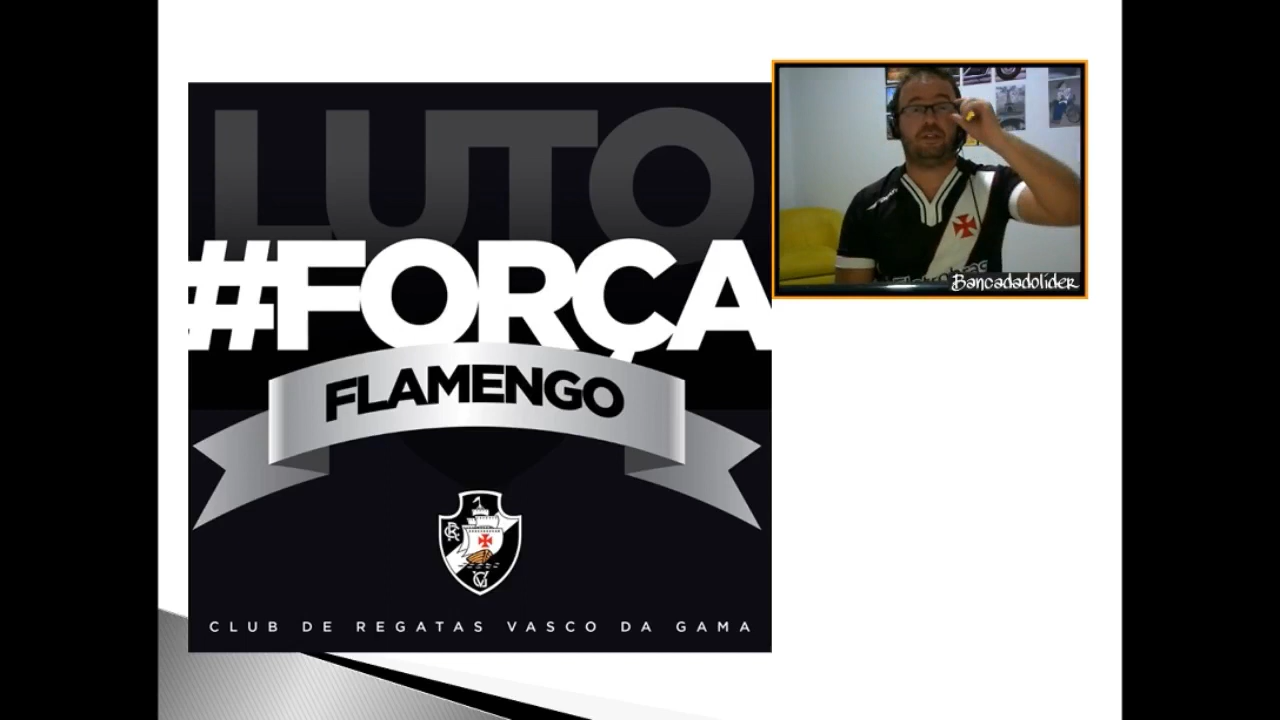 LUTO
#FORÇA
FLAMENGO
CLUB DE REGATAS VASCO DA GAMA
Bancadadolider